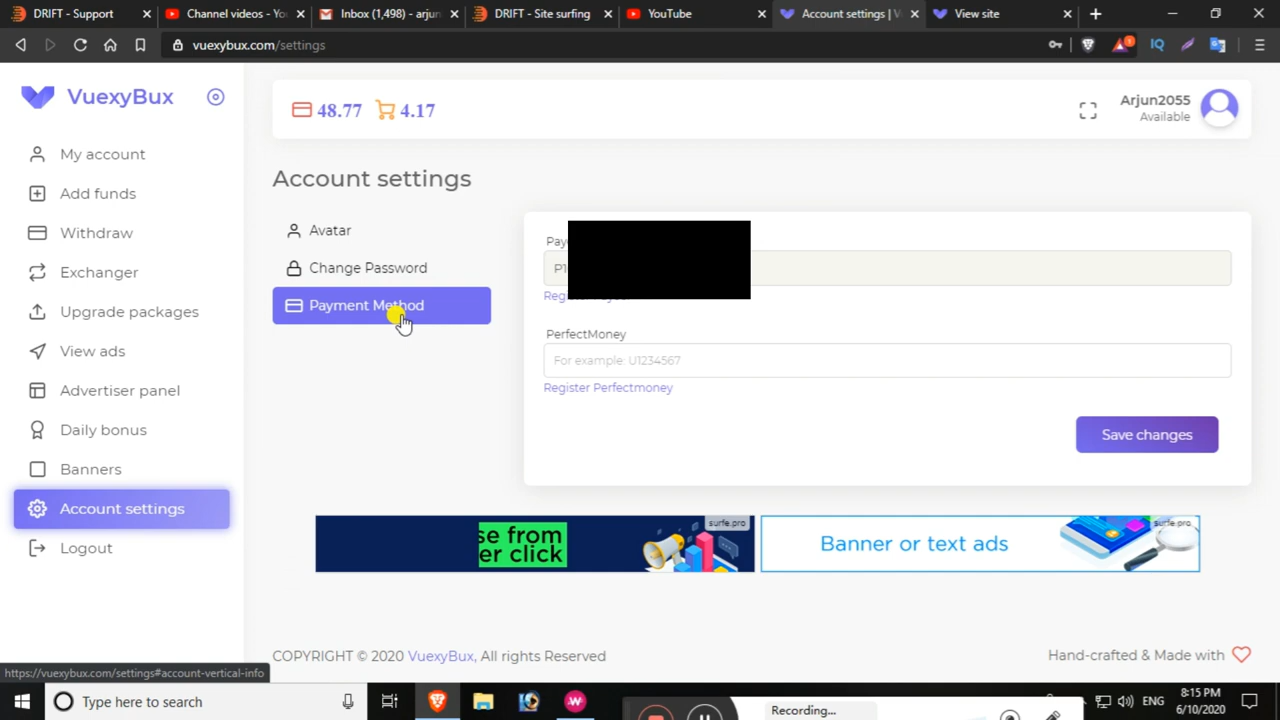 DRIFT - Support
Channel videos - Yo
Inbox (1,498) - arjun
DRIFT - Site surfing
YouTube
Account settings | V
View site
vuexybux.com/settings
VuexyBux
48.77
4.17
Arjun2055
Available
My account
Add funds
Withdraw
Exchanger
Upgrade packages
View ads
Advertiser panel
Daily bonus
Banners
Account settings
Logout
Account settings
Avatar
Change Password
Payment Method
PerfectMoney
For example: U1234567
Register Perfectmoney
Save changes
se from
er click
surfe.pro
Banner or text ads
surfe.pro
COPYRIGHT © 2020 VuexyBux, All rights Reserved
Hand-crafted & Made with
https://vuexybux.com/settings#account-vertical-info
Type here to search
Recording...
ENG
8:15 PM
6/10/2020